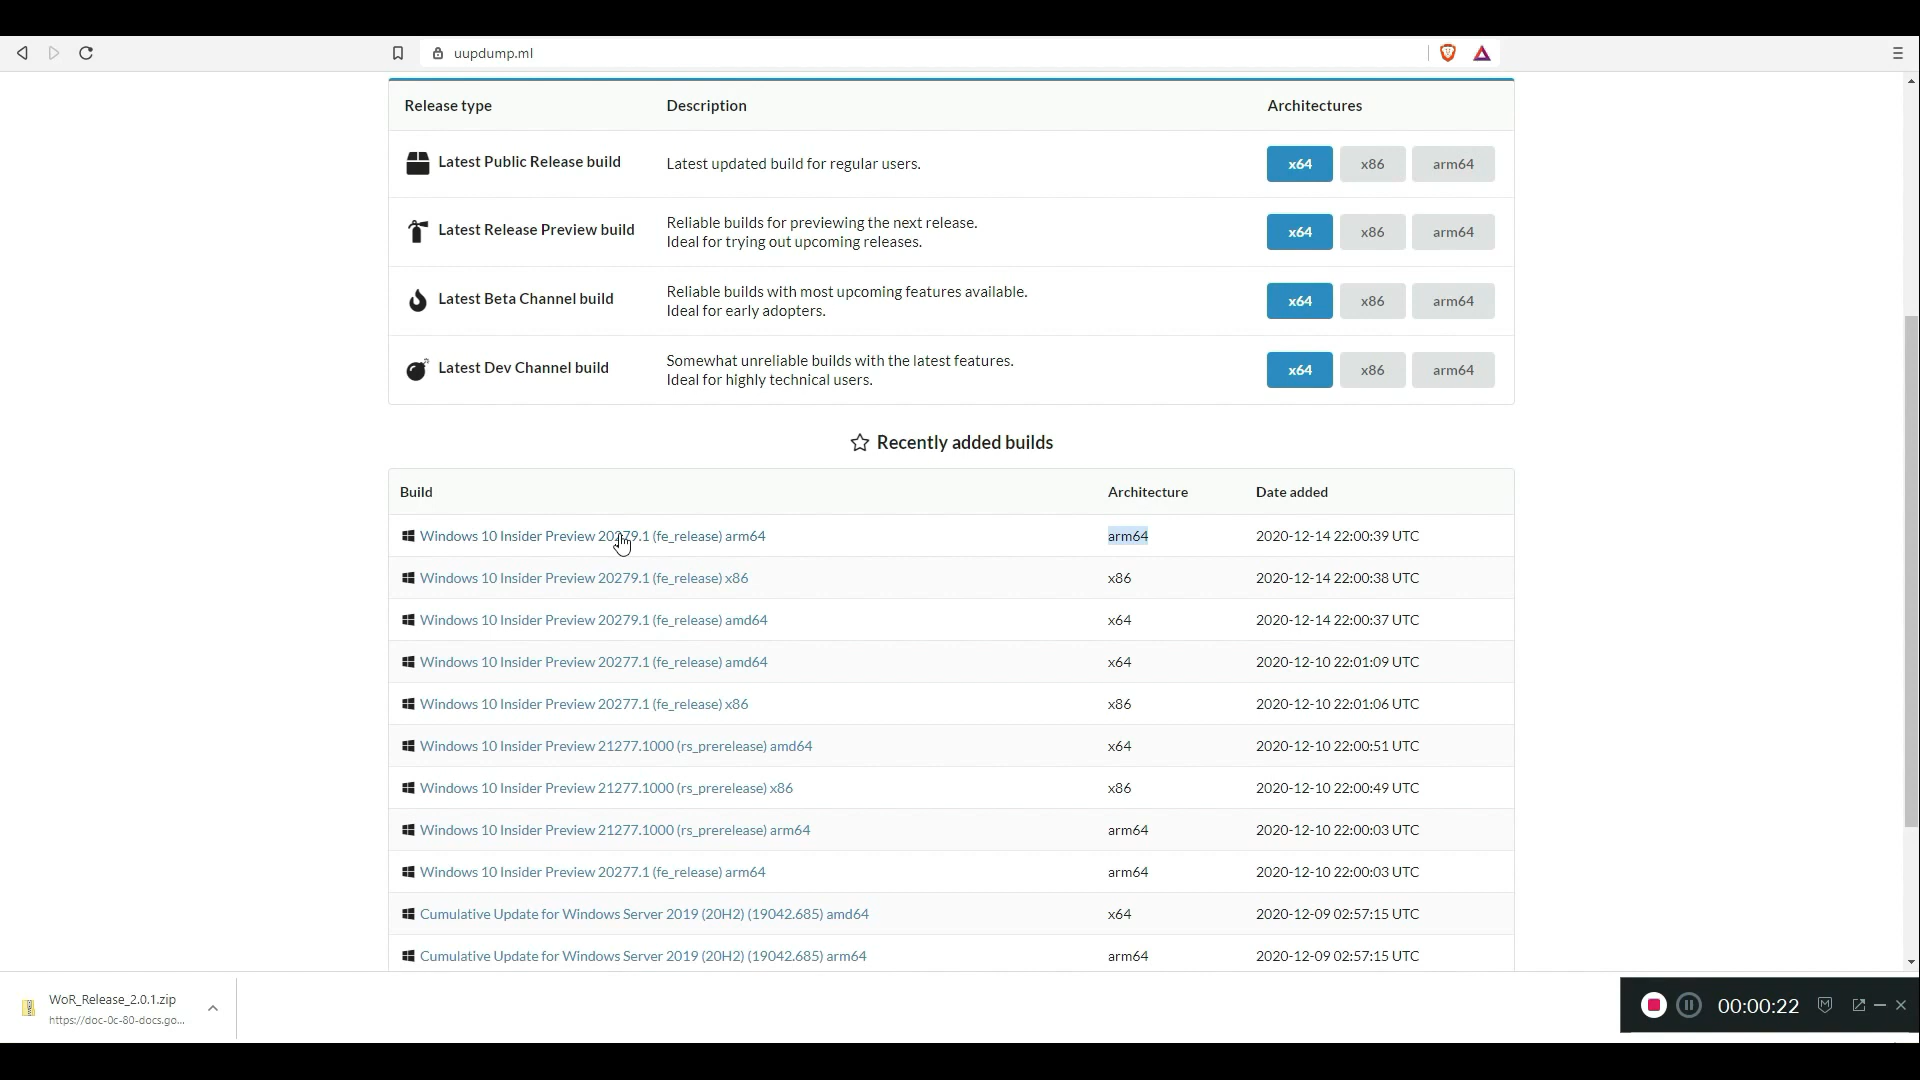 uupdump.ml
Release type Description Architectures
Latest Public Release build Latest updated build for regular users. x64 x86 arm64
Latest Release Preview build Reliable builds for previewing the next release.
Ideal for trying out upcoming releases. x64 x86 arm64
Latest Beta Channel build Reliable builds with most upcoming features available.
Ideal for early adopters. x64 x86 arm64
Latest Dev Channel build Somewhat unreliable builds with the latest features.
Ideal for highly technical users. x64 x86 arm64
Recently added builds
Build Architecture Date added
Windows 10 Insider Preview 20279.1 (fe_release) arm64 arm64 2020-12-14 22:00:39 UTC
Windows 10 Insider Preview 20279.1 (fe_release) x86 x86 2020-12-14 22:00:38 UTC
Windows 10 Insider Preview 20279.1 (fe_release) amd64 x64 2020-12-14 22:00:37 UTC
Windows 10 Insider Preview 20277.1 (fe_release) amd64 x64 2020-12-10 22:01:09 UTC
Windows 10 Insider Preview 20277.1 (fe_release) x86 x86 2020-12-10 22:01:06 UTC
Windows 10 Insider Preview 21277.1000 (rs_prerelease) amd64 x64 2020-12-10 22:00:51 UTC
Windows 10 Insider Preview 21277.1000 (rs_prerelease) x86 x86 2020-12-10 22:00:49 UTC
Windows 10 Insider Preview 21277.1000 (rs_prerelease) arm64 arm64 2020-12-10 22:00:03 UTC
Windows 10 Insider Preview 20277.1 (fe_release) arm64 arm64 2020-12-10 22:00:03 UTC
Cumulative Update for Windows Server 2019 (20H2) (19042.685) amd64 x64 2020-12-09 02:57:15 UTC
Cumulative Update for Windows Server 2019 (20H2) (19042.685) arm64 arm64 2020-12-09 02:57:15 UTC
WoR_Release_2.0.1.zip
https://doc-0c-80-docs.go...
00:00:22